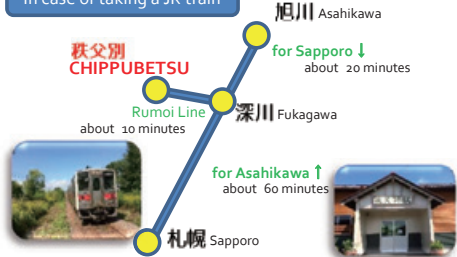 In case of taking a JR train
旭川 Asahikawa
for Sapporo ↓
about 20 minutes
秩父別
CHIPPUBETSU
Rumoi Line
about 10 minutes
深川 Fukagawa
for Asahikawa ↑
about 60 minutes
札幌 Sapporo